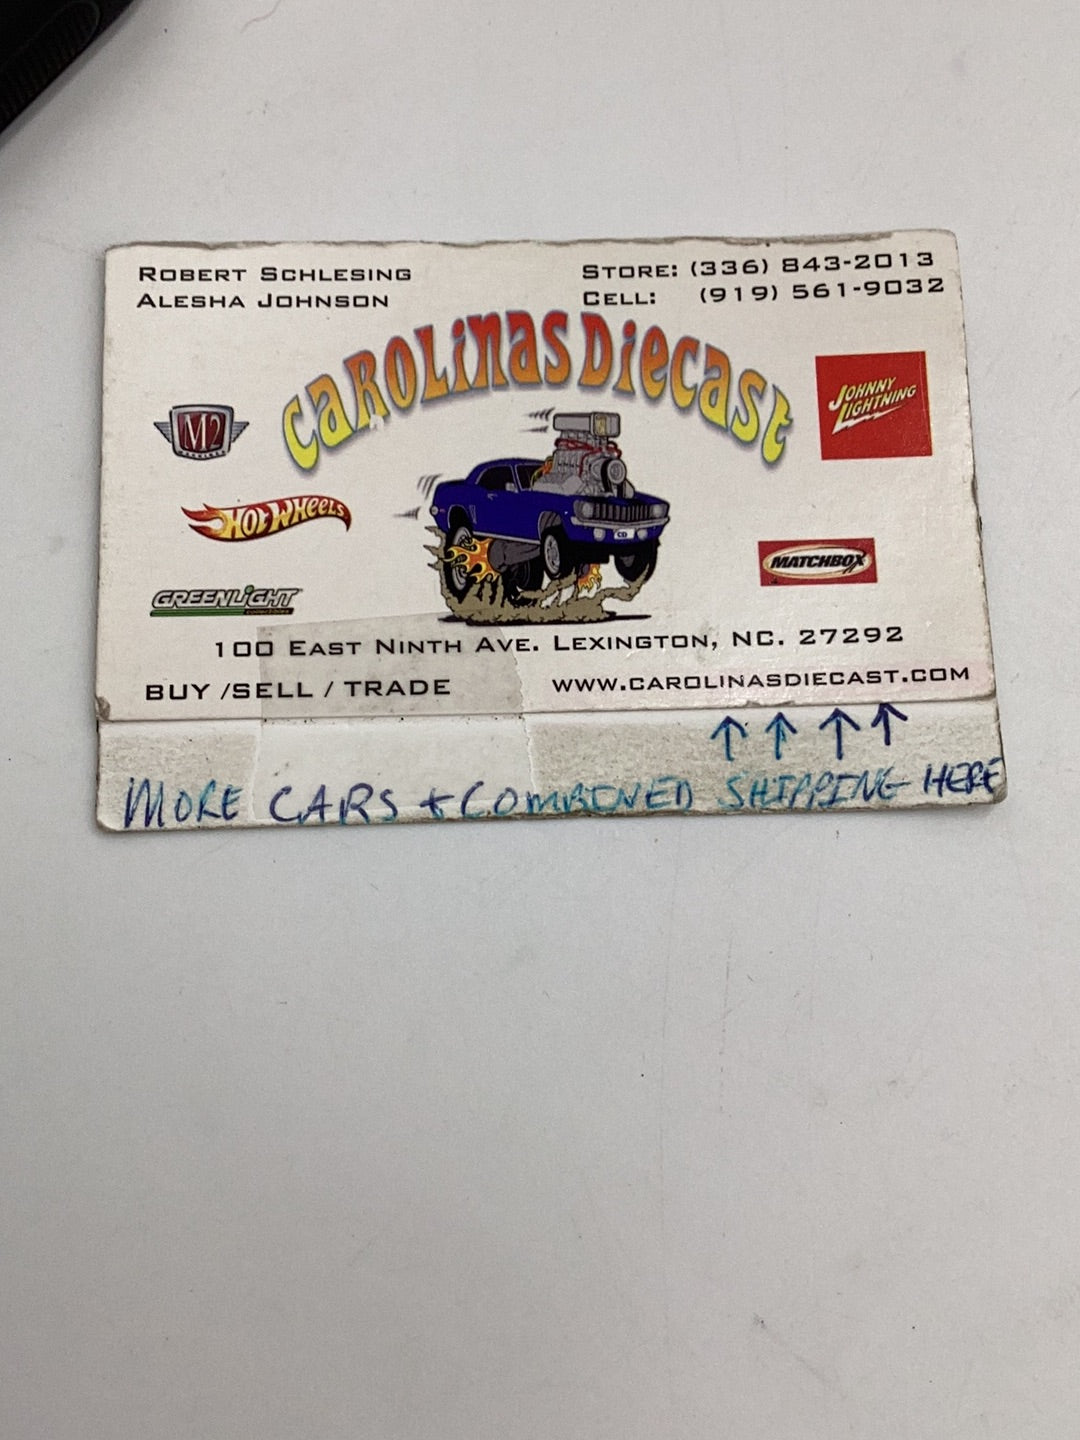 ROBERT SCHLESING
ALESHA JOHNSON
STORE: (336) 843-2013
CELL: (919) 561-9032
CAROLINAS DIECAST
M2
JOHNNY LIGHTNING
HOT WHEELS
CD
MATCHBOX
GREENLIGHT
100 EAST NINTH AVE. LEXINGTON, NC. 27292
BUY /SELL / TRADE
WWW.CAROLINASDIECAST.COM
↑ ↑ ↑ ↑
MORE CARS + COMBINED SHIPPING HERE